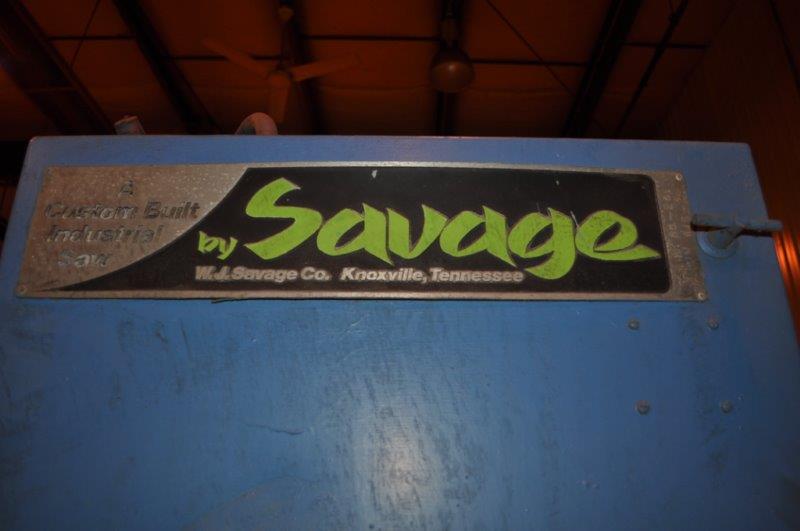 A
Custom Built
Industrial
Saw
by Savage
W.J. Savage Co. Knoxville, Tennessee